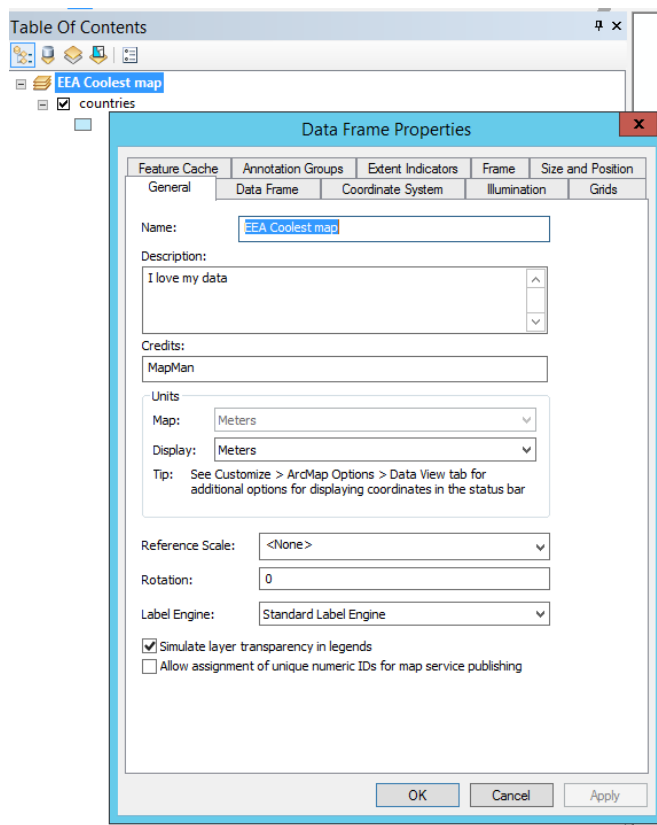 Table Of Contents
EEA Coolest map
countries
Data Frame Properties
x
Feature Cache Annotation Groups Extent Indicators Frame Size and Position
General Data Frame Coordinate System Illumination Grids
Name: EEA Coolest map
Description:
I love my data
Credits:
MapMan
Units
Map: Meters
Display: Meters
Tip: See Customize > ArcMap Options > Data View tab for
additional options for displaying coordinates in the status bar
Reference Scale: <None>
Rotation: 0
Label Engine: Standard Label Engine
Simulate layer transparency in legends
Allow assignment of unique numeric IDs for map service publishing
OK Cancel Apply